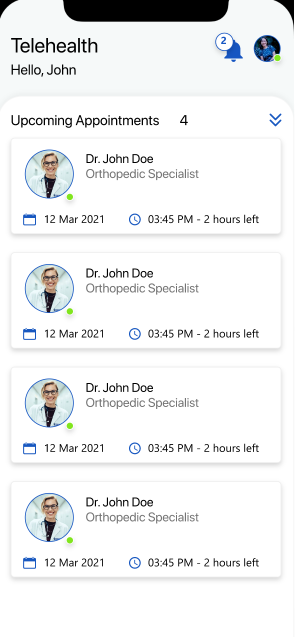 Telehealth
2
Hello, John
Upcoming Appointments 4
Dr. John Doe
Orthopedic Specialist
12 Mar 2021 03:45 PM - 2 hours left
Dr. John Doe
Orthopedic Specialist
12 Mar 2021 03:45 PM - 2 hours left
Dr. John Doe
Orthopedic Specialist
12 Mar 2021 03:45 PM - 2 hours left
Dr. John Doe
Orthopedic Specialist
12 Mar 2021 03:45 PM - 2 hours left